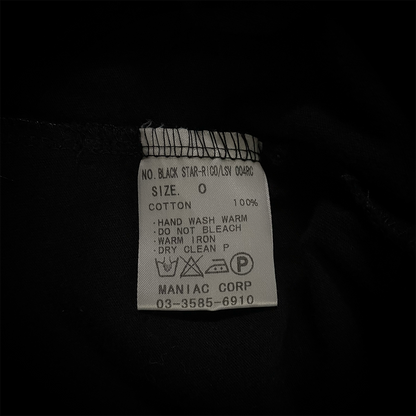 NO. BLACK STAR-RICO/LSV 004RC
SIZE. 0
COTTON 100%
·HAND WASH WARM
·DO NOT BLEACH
·WARM IRON
·DRY CLEAN P
P
MANIAC CORP
03-3585-6910